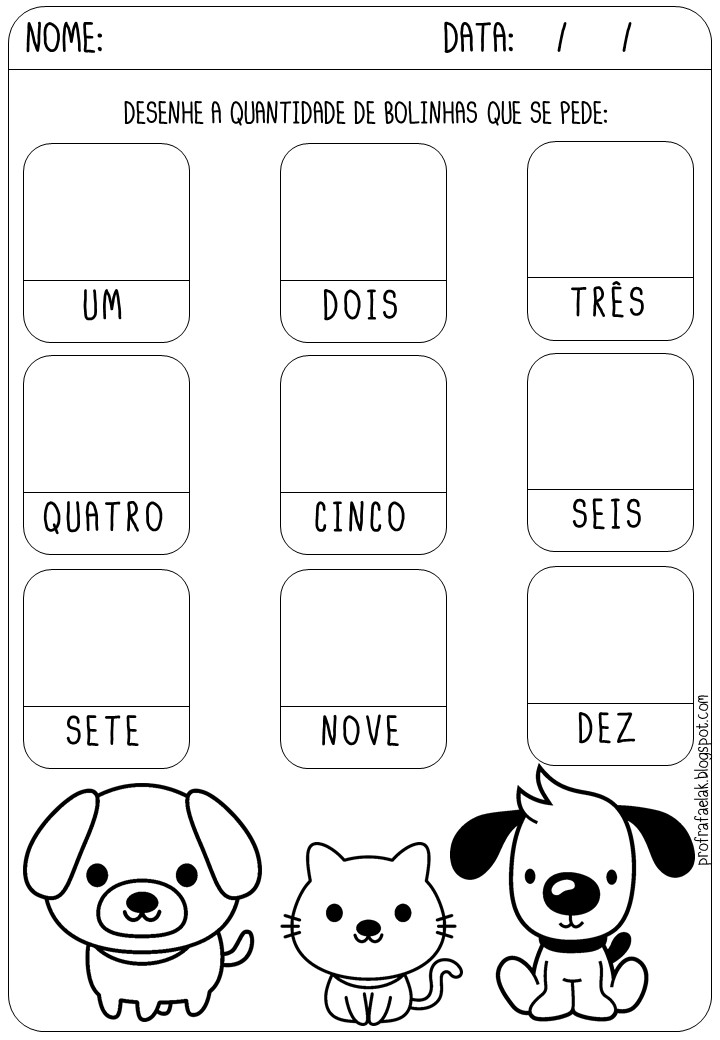 NOME: DATA: / /
DESENHE A QUANTIDADE DE BOLINHAS QUE SE PEDE:
UM DOIS TRÊS
QUATRO CINCO SEIS
SETE NOVE DEZ
profrafaelak.blogspot.com